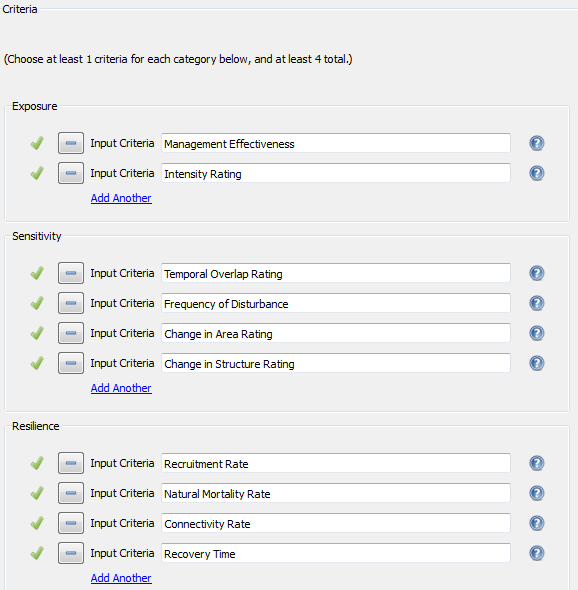 Criteria
(Choose at least 1 criteria for each category below, and at least 4 total.)
Exposure
Input Criteria Management Effectiveness ?
Input Criteria Intensity Rating ?
Add Another
Sensitivity
Input Criteria Temporal Overlap Rating ?
Input Criteria Frequency of Disturbance ?
Input Criteria Change in Area Rating ?
Input Criteria Change in Structure Rating ?
Add Another
Resilience
Input Criteria Recruitment Rate ?
Input Criteria Natural Mortality Rate ?
Input Criteria Connectivity Rate ?
Input Criteria Recovery Time ?
Add Another